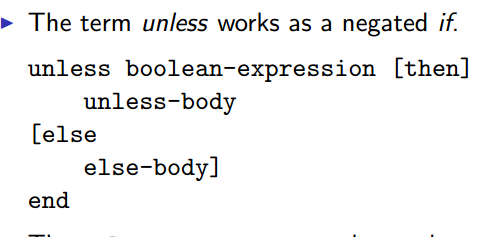 The term unless works as a negated if.
unless boolean-expression [then]
    unless-body
[else
    else-body]
end